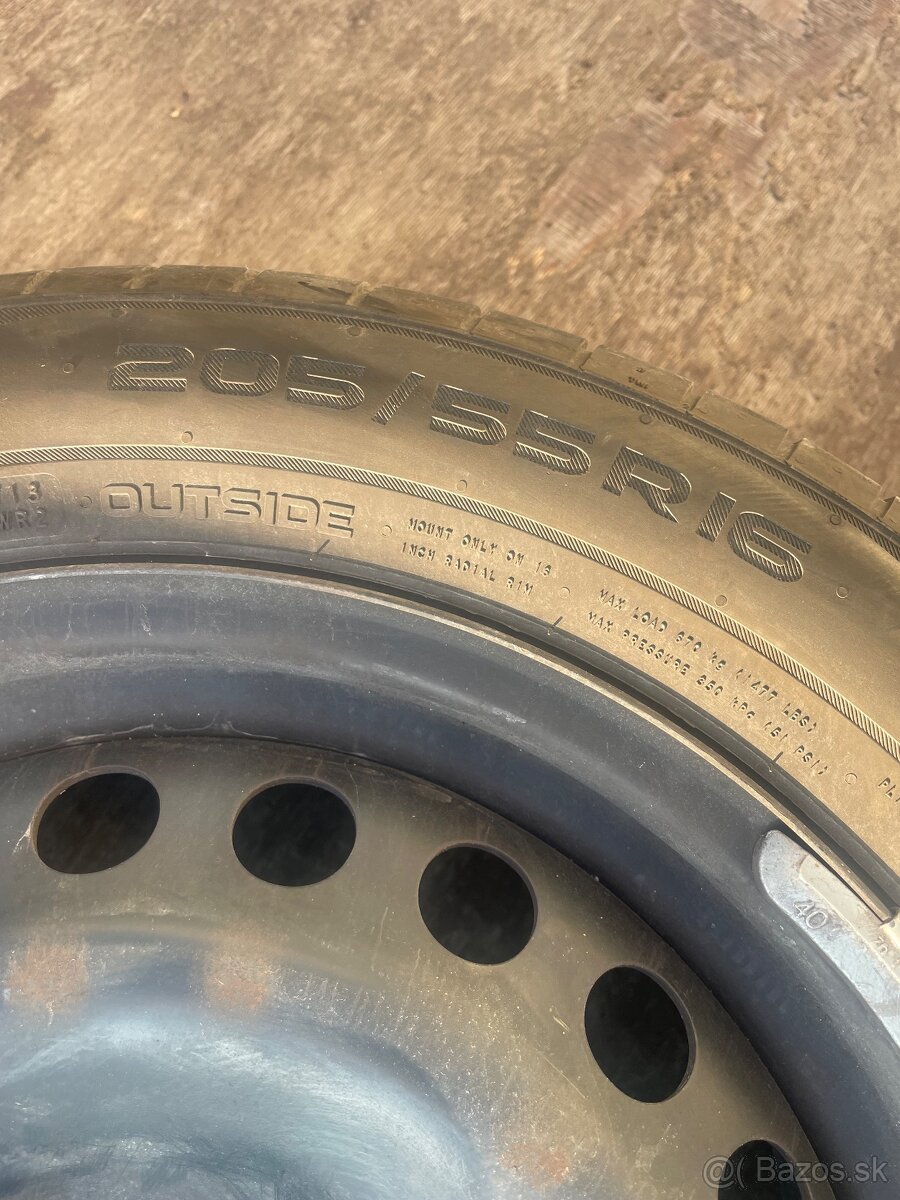 205/55R16
OUTSIDE
MOUNT ONLY ON 16
INCH RADIAL RIM
MAX LOAD 670 kg (1477 LBS)
MAX PRESSURE 350 kPa (51 PSI)
40
@ Bazos.sk